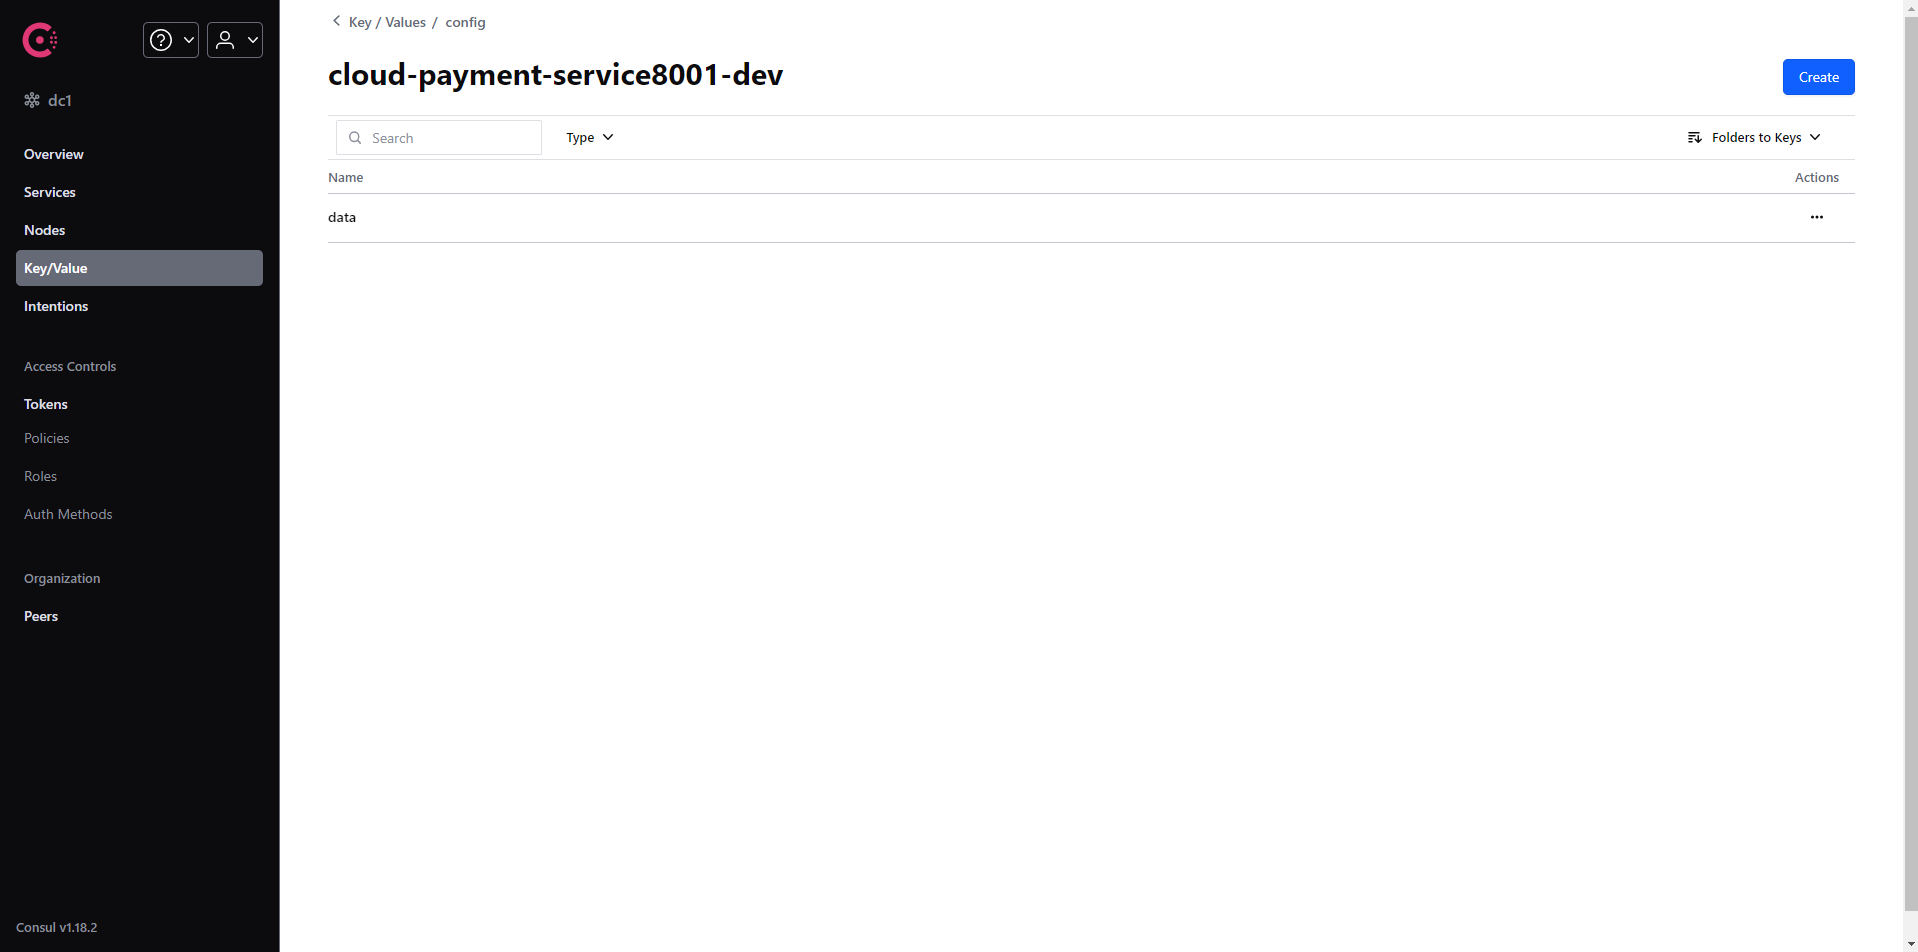 dc1
Overview
Services
Nodes
Key/Value
Intentions
Access Controls
Tokens
Policies
Roles
Auth Methods
Organization
Peers
Consul v1.18.2
Key / Values / config
cloud-payment-service8001-dev
Create
Search Type Folders to Keys
Name Actions
data